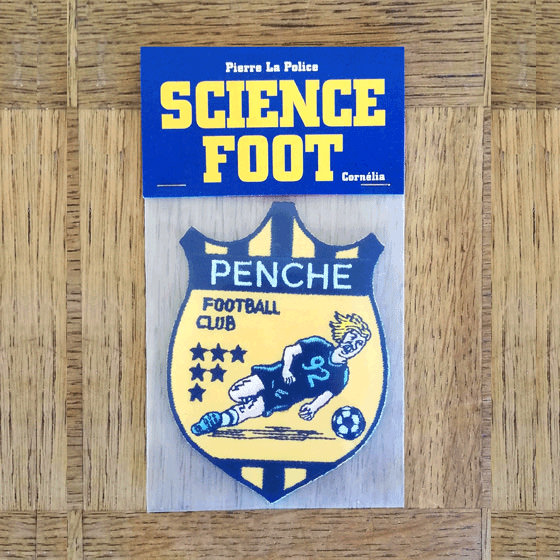 Pierre La Police
SCIENCE
FOOT
Cornélia
PENCHE
FOOTBALL
CLUB
92